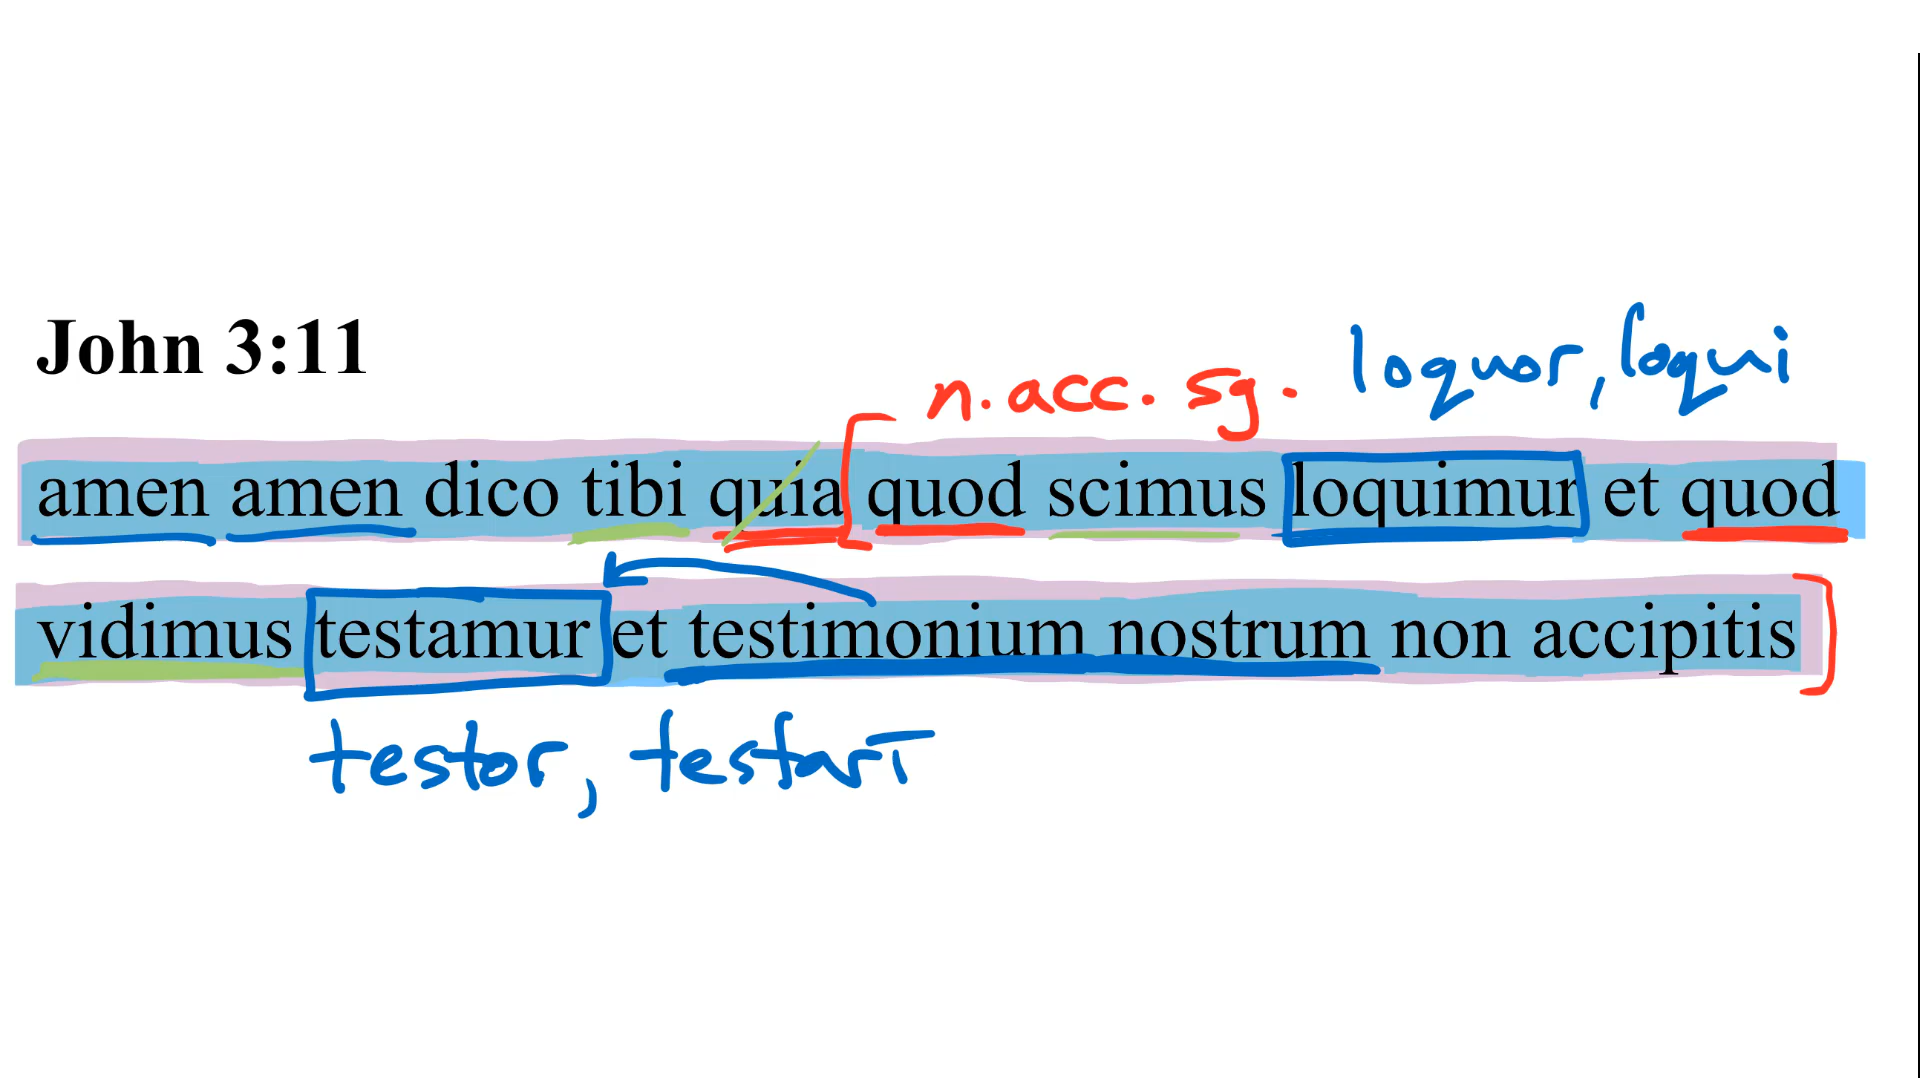 John 3:11
n. acc. sg. loquor, loqui
amen amen dico tibi quia quod scimus loquimur et quod
vidimus testamur et testimonium nostrum non accipitis
testor, testarī